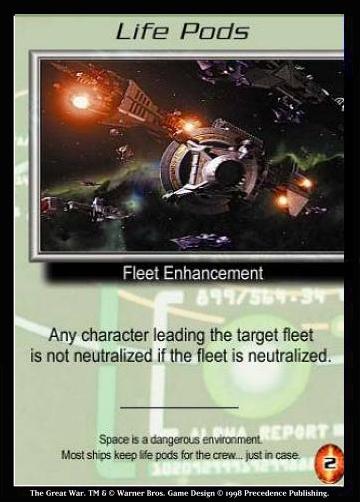 Life Pods
Fleet Enhancement
Any character leading the target fleet
is not neutralized if the fleet is neutralized.
Space is a dangerous environment.
Most ships keep life pods for the crew... just in case.
2
The Great War. TM & © Warner Bros. Game Design © 1998 Precedence Publishing.